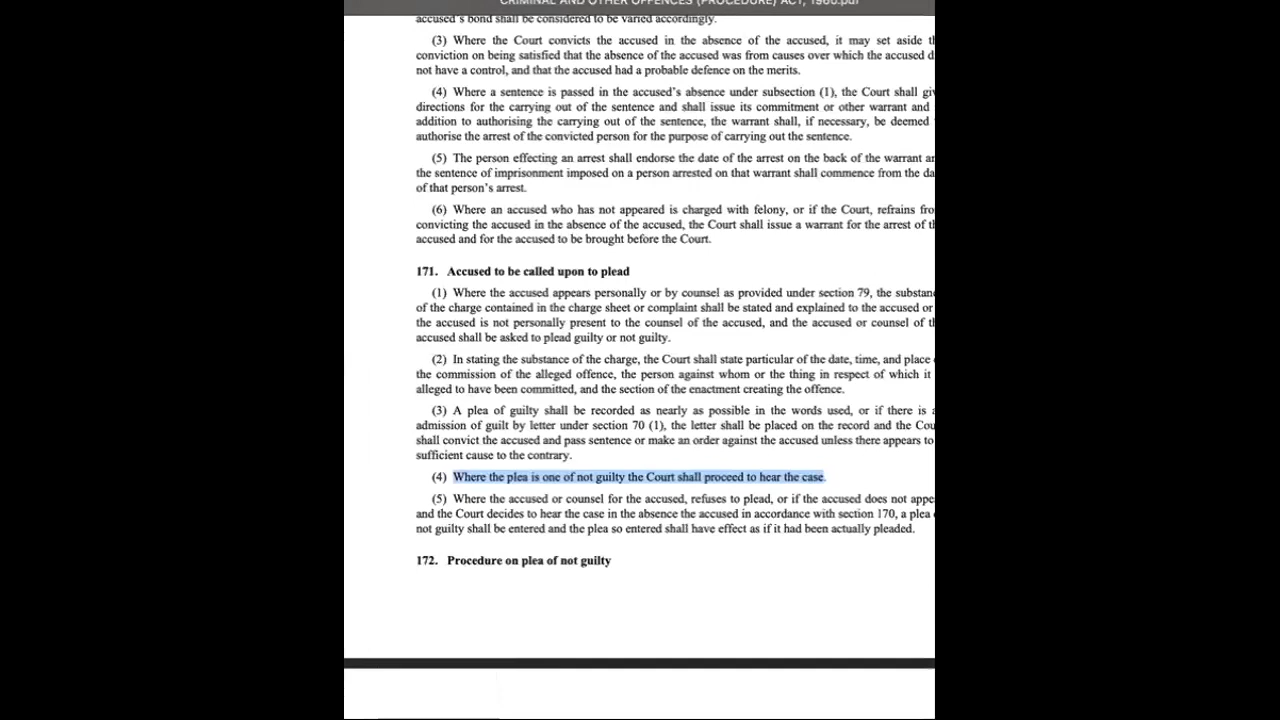 CRIMINAL AND OTHER OFFENCES (PROCEDURE) ACT, 1960.pdf
accused's bond shall be considered to be varied accordingly.
(3) Where the Court convicts the accused in the absence of the accused, it may set aside
conviction on being satisfied that the absence of the accused was from causes over which the accused
not have a control, and that the accused had a probable defence on the merits.
(4) Where a sentence is passed in the accused's absence under subsection (1), the Court shall
directions for the carrying out of the sentence and shall issue its commitment or other warrant and
addition to authorising the carrying out of the sentence, the warrant shall, if necessary, be deemed
authorise the arrest of the convicted person for the purpose of carrying out the sentence.
(5) The person effecting an arrest shall endorse the date of the arrest on the back of the warrant
the sentence of imprisonment imposed on a person arrested on that warrant shall commence from the
of that person's arrest.
(6) Where an accused who has not appeared is charged with felony, or if the Court, refrains
convicting the accused in the absence of the accused, the Court shall issue a warrant for the arrest of
accused and for the accused to be brought before the Court.
171. Accused to be called upon to plead
(1) Where the accused appears personally or by counsel as provided under section 79, the
of the charge contained in the charge sheet or complaint shall be stated and explained to the accused or
the accused is not personally present to the counsel of the accused, and the accused or counsel of
accused shall be asked to plead guilty or not guilty.
(2) In stating the substance of the charge, the Court shall state particular of the date, time, and place
the commission of the alleged offence, the person against whom or the thing in respect of which it
alleged to have been committed, and the section of the enactment creating the offence.
(3) A plea of guilty shall be recorded as nearly as possible in the words used, or if there is
admission of guilt by letter under section 70 (1), the letter shall be placed on the record and the
shall convict the accused and pass sentence or make an order against the accused unless there appears to
sufficient cause to the contrary.
(4) Where the plea is one of not guilty the Court shall proceed to hear the case.
(5) Where the accused or counsel for the accused, refuses to plead, or if the accused does not
and the Court decides to hear the case in the absence the accused in accordance with section 170, a plea
not guilty shall be entered and the plea so entered shall have effect as if it had been actually pleaded.
172. Procedure on plea of not guilty